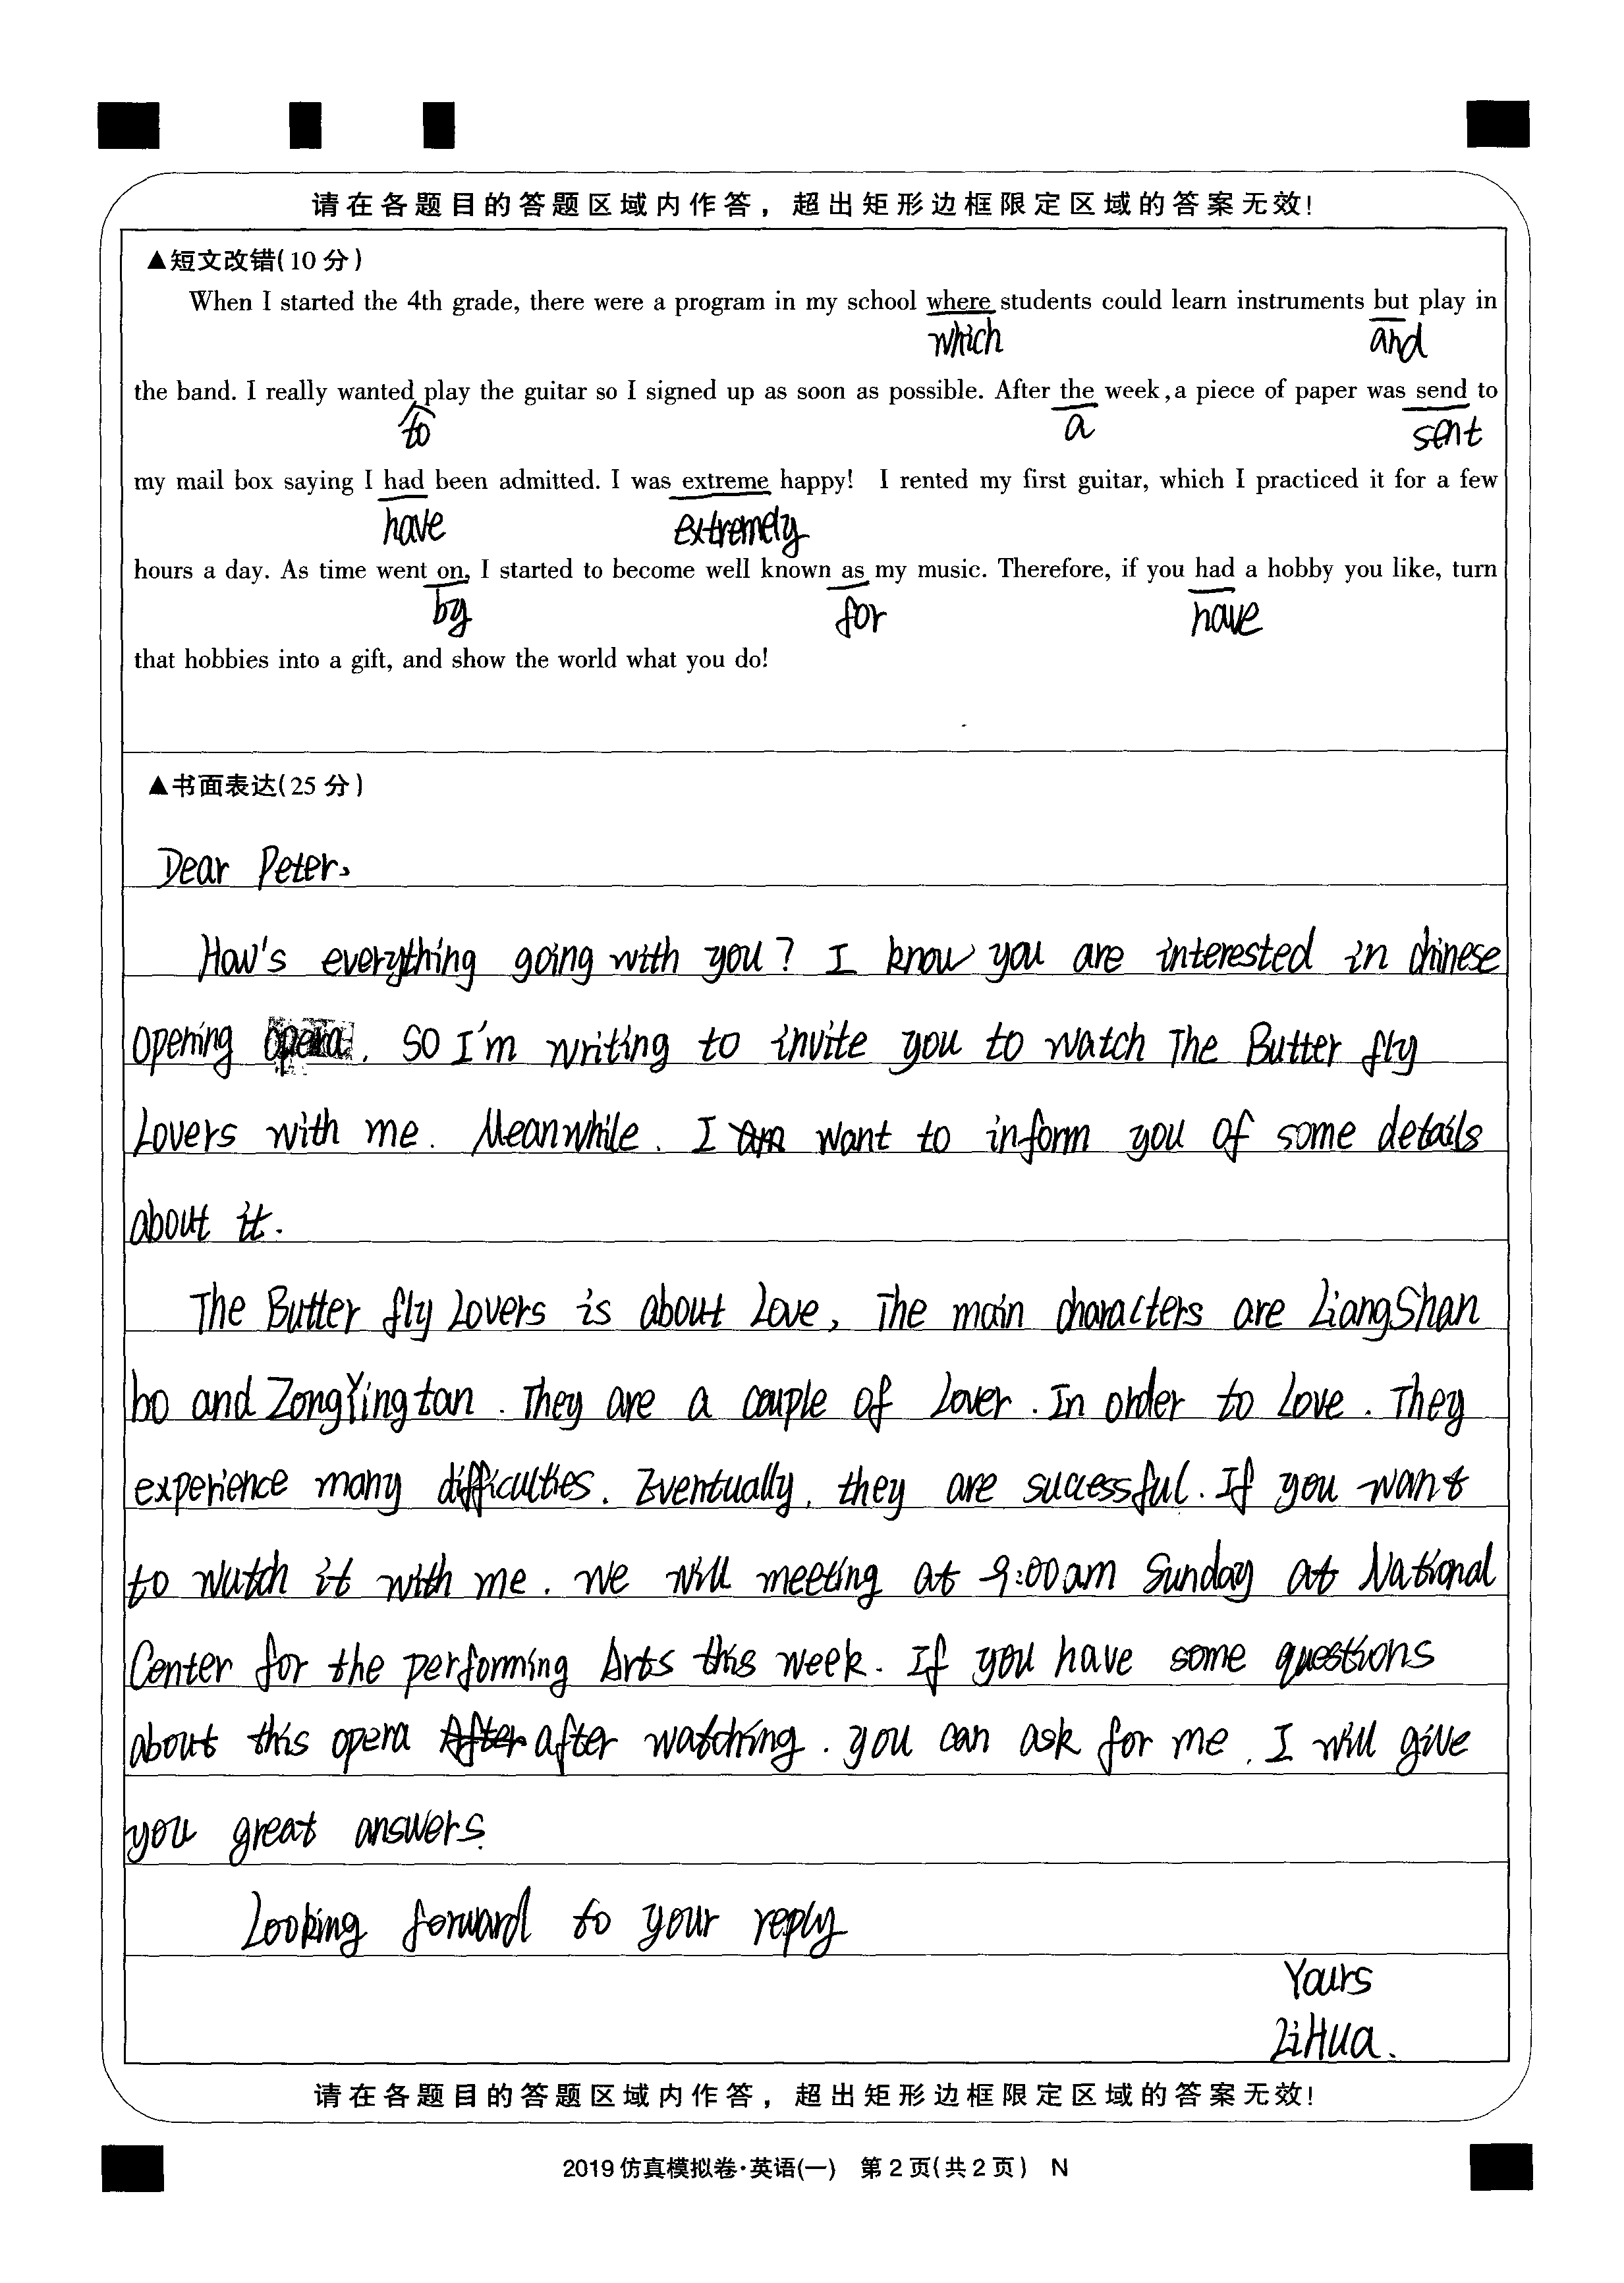 请在各题目的答题区域内作答，超出矩形边框限定区域的答案无效!
▲短文改错(10分)
When I started the 4th grade, there were a program in my school where students could learn instruments but play in
which and
the band. I really wanted play the guitar so I signed up as soon as possible. After the week,a piece of paper was send to
to a sent
my mail box saying I had been admitted. I was extreme happy! I rented my first guitar, which I practiced it for a few
have extremely
hours a day. As time went on, I started to become well known as my music. Therefore, if you had a hobby you like, turn
by for have
that hobbies into a gift, and show the world what you do!
▲书面表达(25分)
Dear Peter,
How's everything going with you? I know you are interested in chinese
opening opera. SO I'm writing to invite you to watch The Butter fly
Lovers with me. Meanwhile. I am want to inform you of some details
about it.
The Butter fly Lovers is about Love, The main characters are LiangShan
bo and ZongYingtan. They are a couple of Lover. In order to Love. They
experience many difficulties. Eventually, they are successful. If you want
to watch it with me. We will meeting at 9:00am Sunday at National
Center for the performing Arts this week. If you have some questions
about this opera After after watching. you can ask for me. I will give
you great answers.
Looking forward to your reply
Yours
LiHua.
请在各题目的答题区域内作答，超出矩形边框限定区域的答案无效!
2019仿真模拟卷·英语(一) 第2页(共2页) N